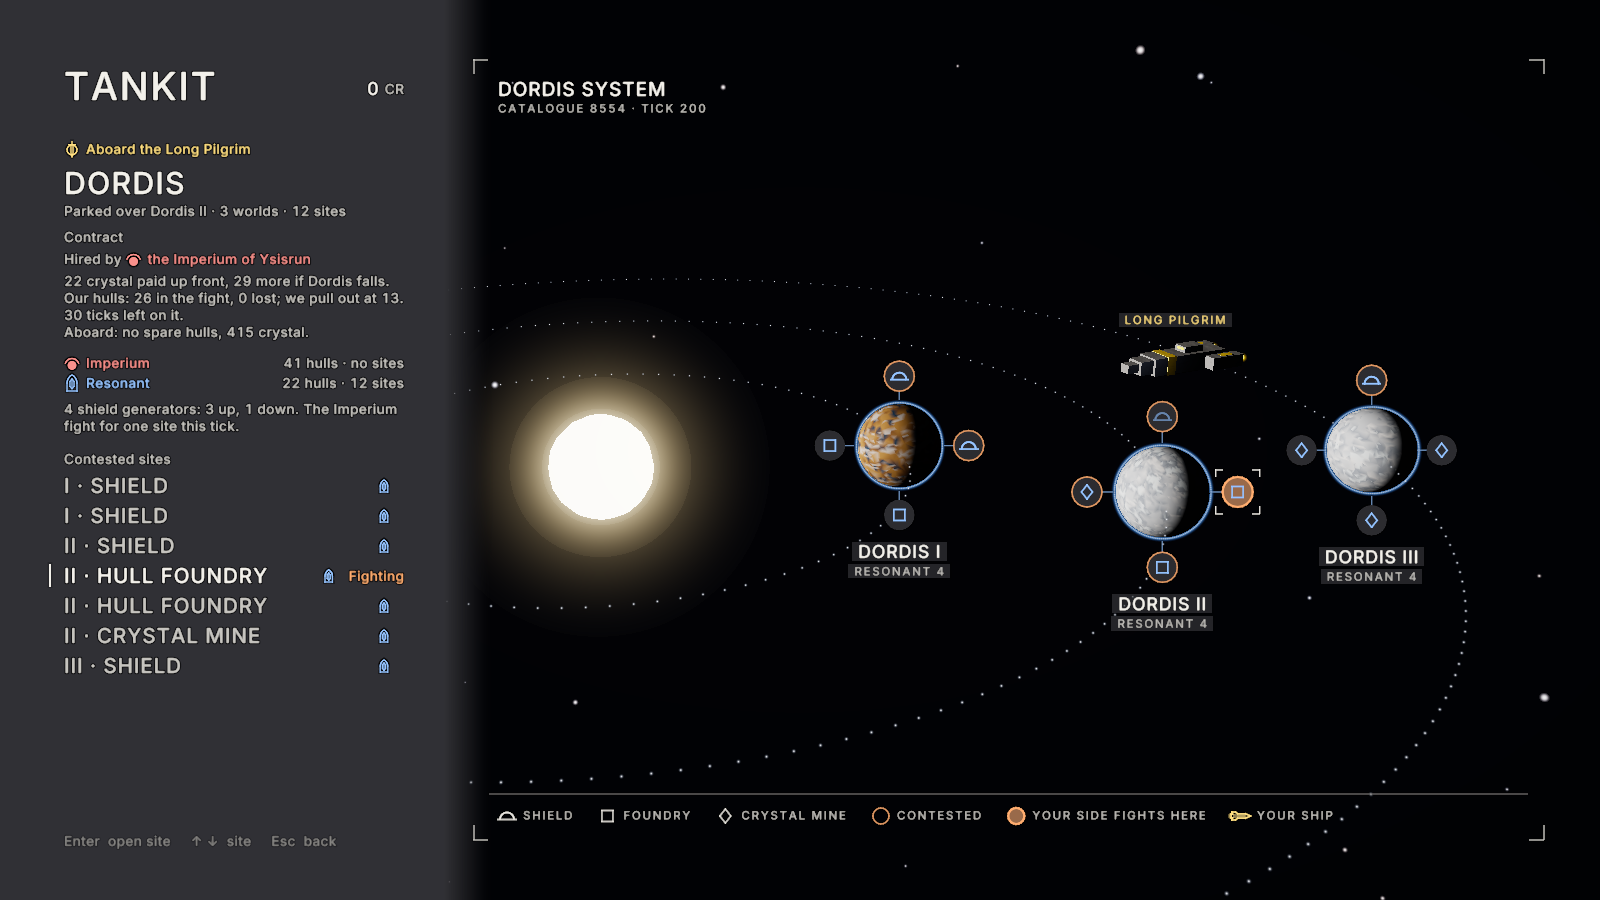 TANKIT
0 CR
Aboard the Long Pilgrim
DORDIS
Parked over Dordis II · 3 worlds · 12 sites
Contract
Hired by the Imperium of Ysisrun
22 crystal paid up front, 29 more if Dordis falls.
Our hulls: 26 in the fight, 0 lost; we pull out at 13.
30 ticks left on it.
Aboard: no spare hulls, 415 crystal.
Imperium 41 hulls · no sites
Resonant 22 hulls · 12 sites
4 shield generators: 3 up, 1 down. The Imperium
fight for one site this tick.
Contested sites
I · SHIELD
I · SHIELD
II · SHIELD
II · HULL FOUNDRY Fighting
II · HULL FOUNDRY
II · CRYSTAL MINE
III · SHIELD
Enter open site ↑↓ site Esc back
DORDIS SYSTEM
CATALOGUE 8554 · TICK 200
LONG PILGRIM
DORDIS I
RESONANT 4
DORDIS II
RESONANT 4
DORDIS III
RESONANT 4
SHIELD FOUNDRY CRYSTAL MINE CONTESTED YOUR SIDE FIGHTS HERE YOUR SHIP